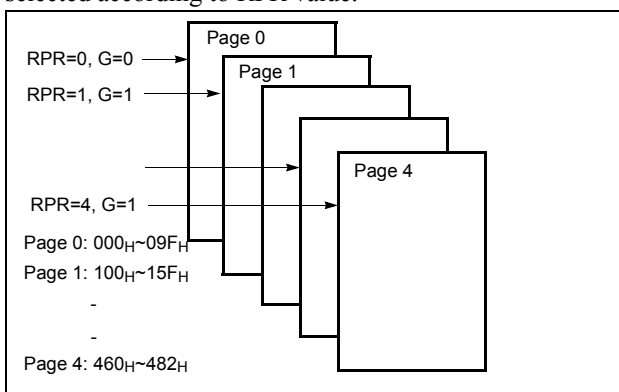 selected according to RPR value.
Page 0
RPR=0, G=0
Page 1
RPR=1, G=1
Page 4
RPR=4, G=1
Page 0: 000H~09FH
Page 1: 100H~15FH
-
-
Page 4: 460H~482H